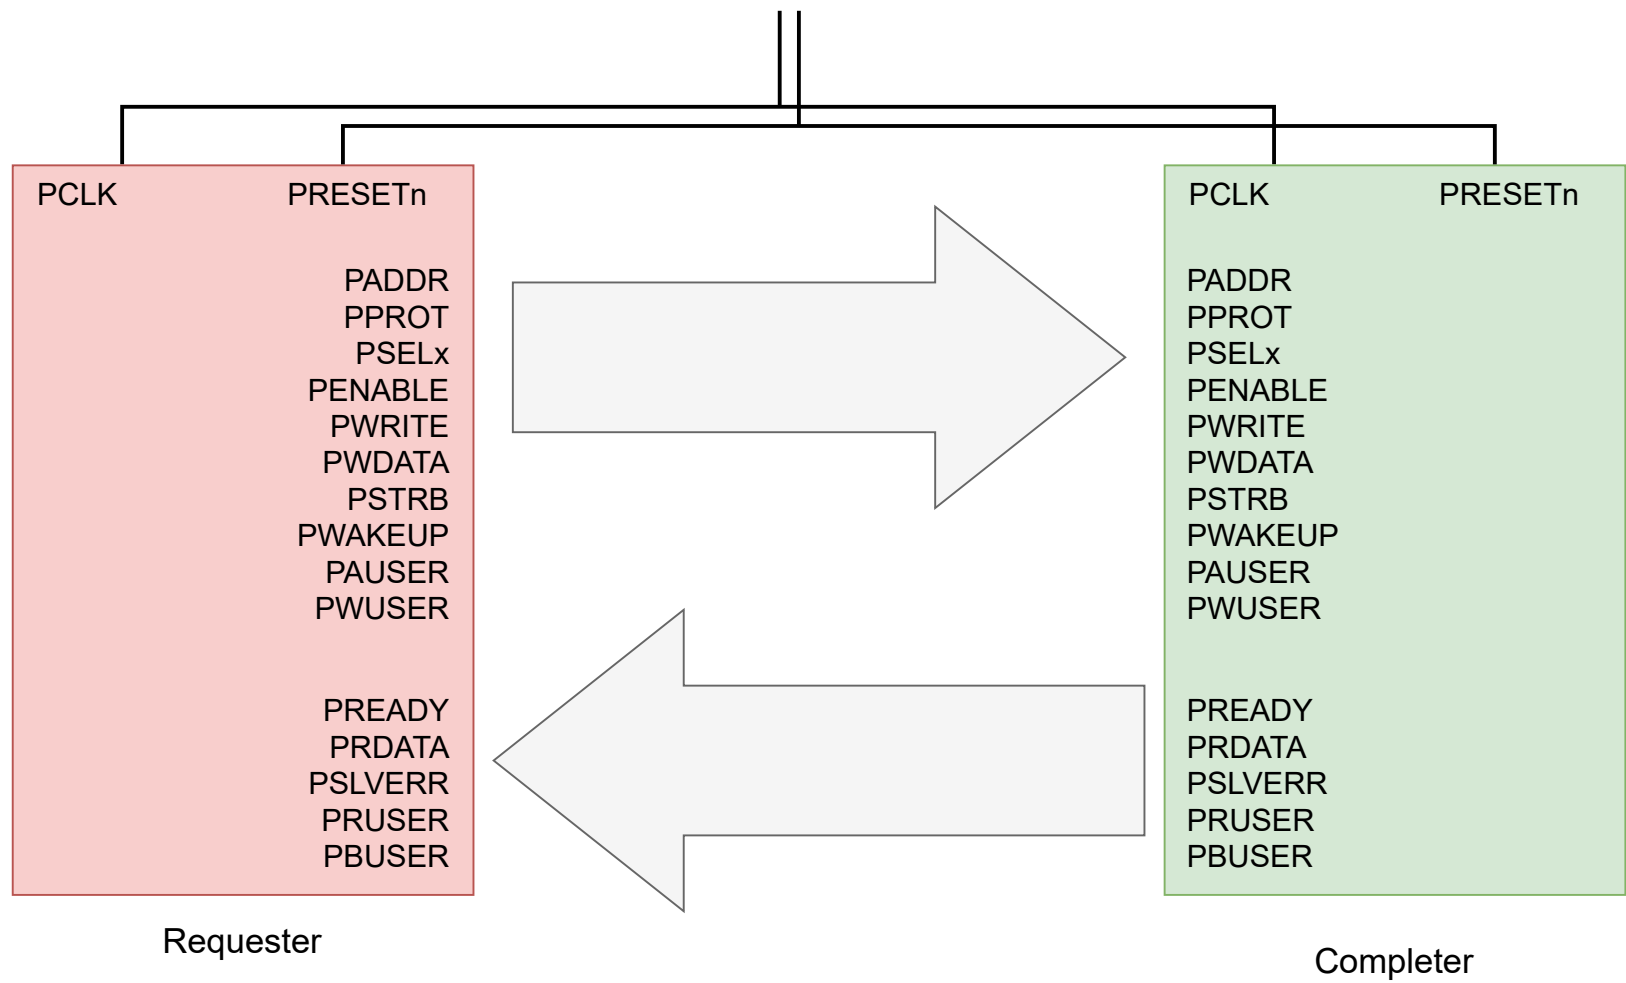 PCLK PRESETn
PADDR
PPROT
PSELx
PENABLE
PWRITE
PWDATA
PSTRB
PWAKEUP
PAUSER
PWUSER
PREADY
PRDATA
PSLVERR
PRUSER
PBUSER
Requester
PCLK PRESETn
PADDR
PPROT
PSELx
PENABLE
PWRITE
PWDATA
PSTRB
PWAKEUP
PAUSER
PWUSER
PREADY
PRDATA
PSLVERR
PRUSER
PBUSER
Completer